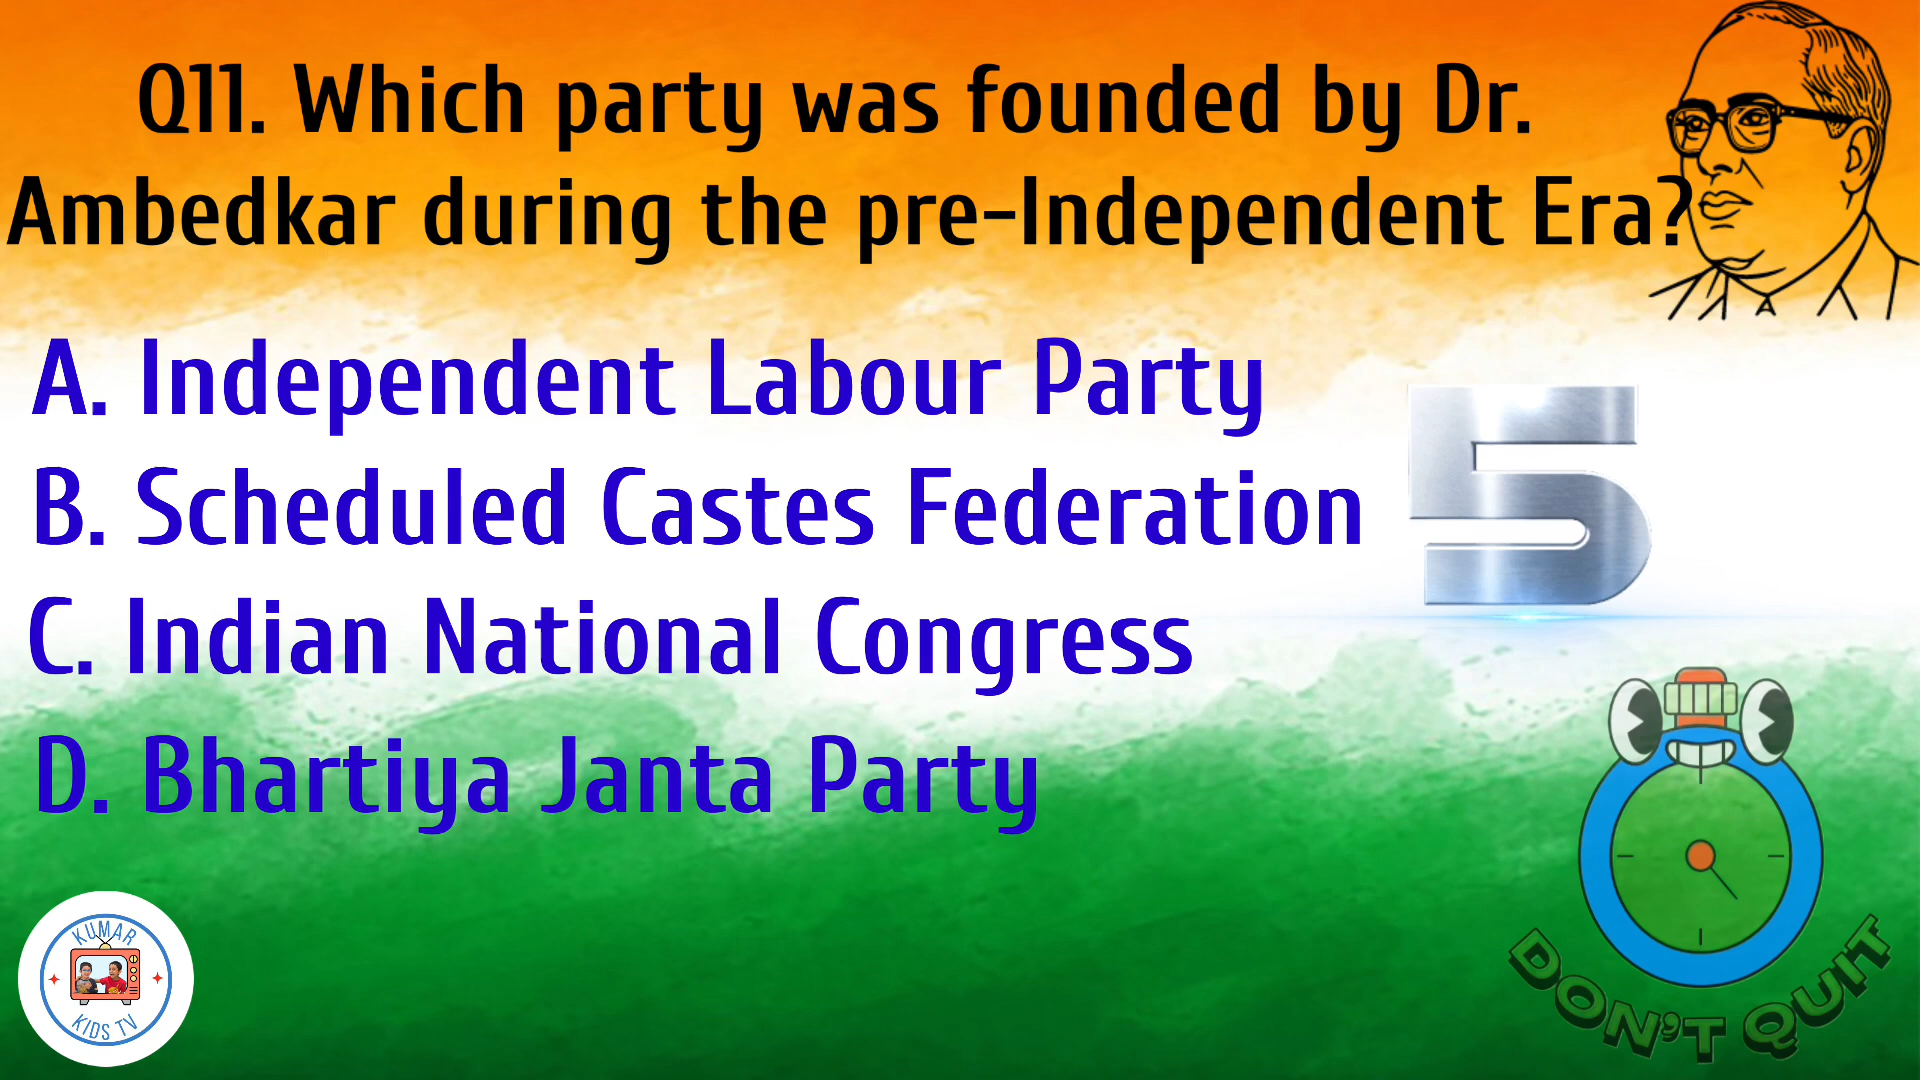 Q11. Which party was founded by Dr.
Ambedkar during the pre-Independent Era?
A. Independent Labour Party
B. Scheduled Castes Federation
5
C. Indian National Congress
D. Bhartiya Janta Party
KUMAR
KIDS TV
DON'T QUIT